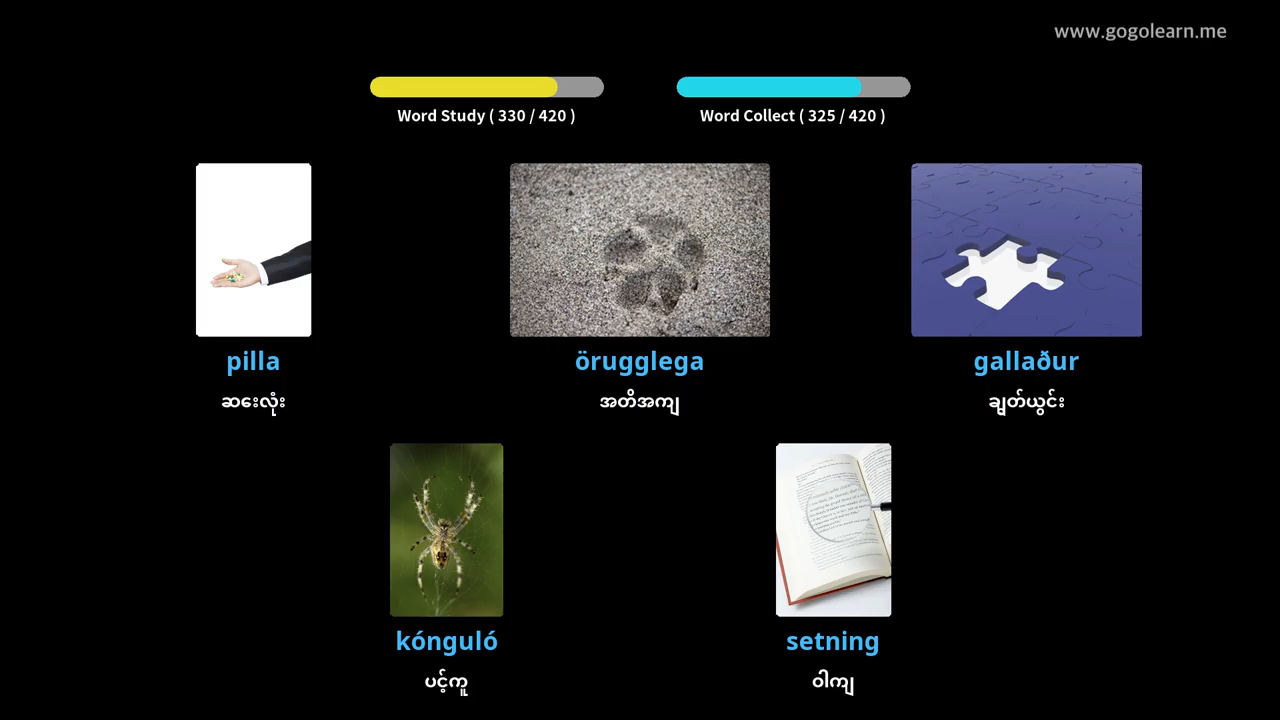 www.gogolearn.me
Word Study ( 330 / 420 )
Word Collect ( 325 / 420 )
pilla
örugglega
gallaður
ဆေးလုံး
အတိအကျ
ချွတ်ယွင်း
kónguló
setning
ပင့်ကူ
ဝါကျ